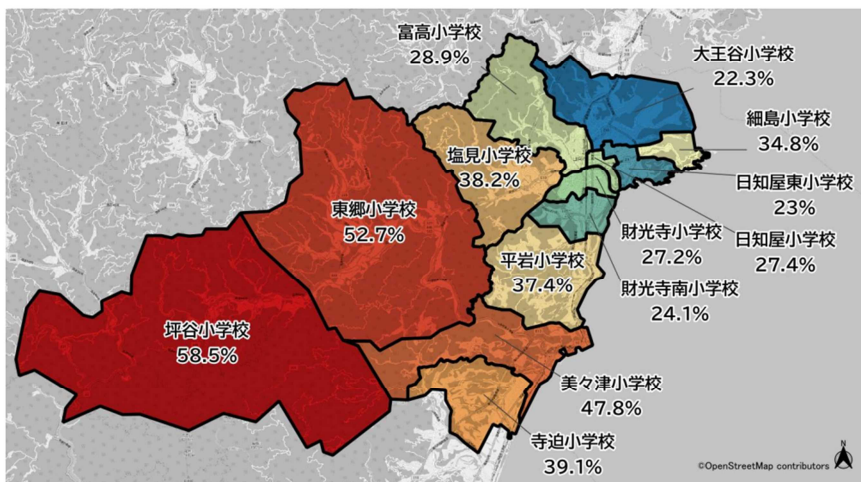 富高小学校
28.9%
大王谷小学校
22.3%
細島小学校
34.8%
塩見小学校
38.2%
日知屋東小学校
23%
東郷小学校
52.7%
財光寺小学校
27.2%
日知屋小学校
27.4%
平岩小学校
37.4%
財光寺南小学校
24.1%
坪谷小学校
58.5%
美々津小学校
47.8%
寺迫小学校
39.1%
N
©OpenStreetMap contributors